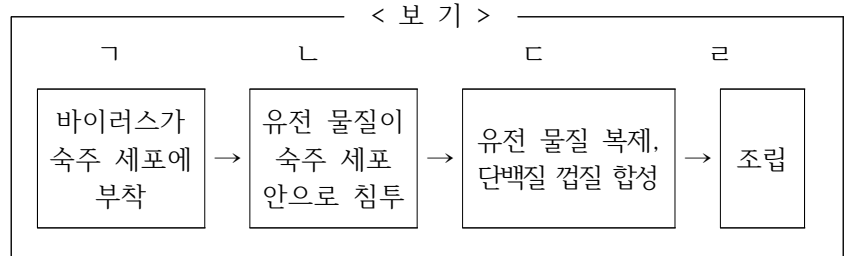 < 보 기 >
ㄱ ㄴ ㄷ ㄹ
바이러스가
숙주 세포에
부착
→
유전 물질이
숙주 세포
안으로 침투
→
유전 물질 복제,
단백질 껍질 합성
→
조립